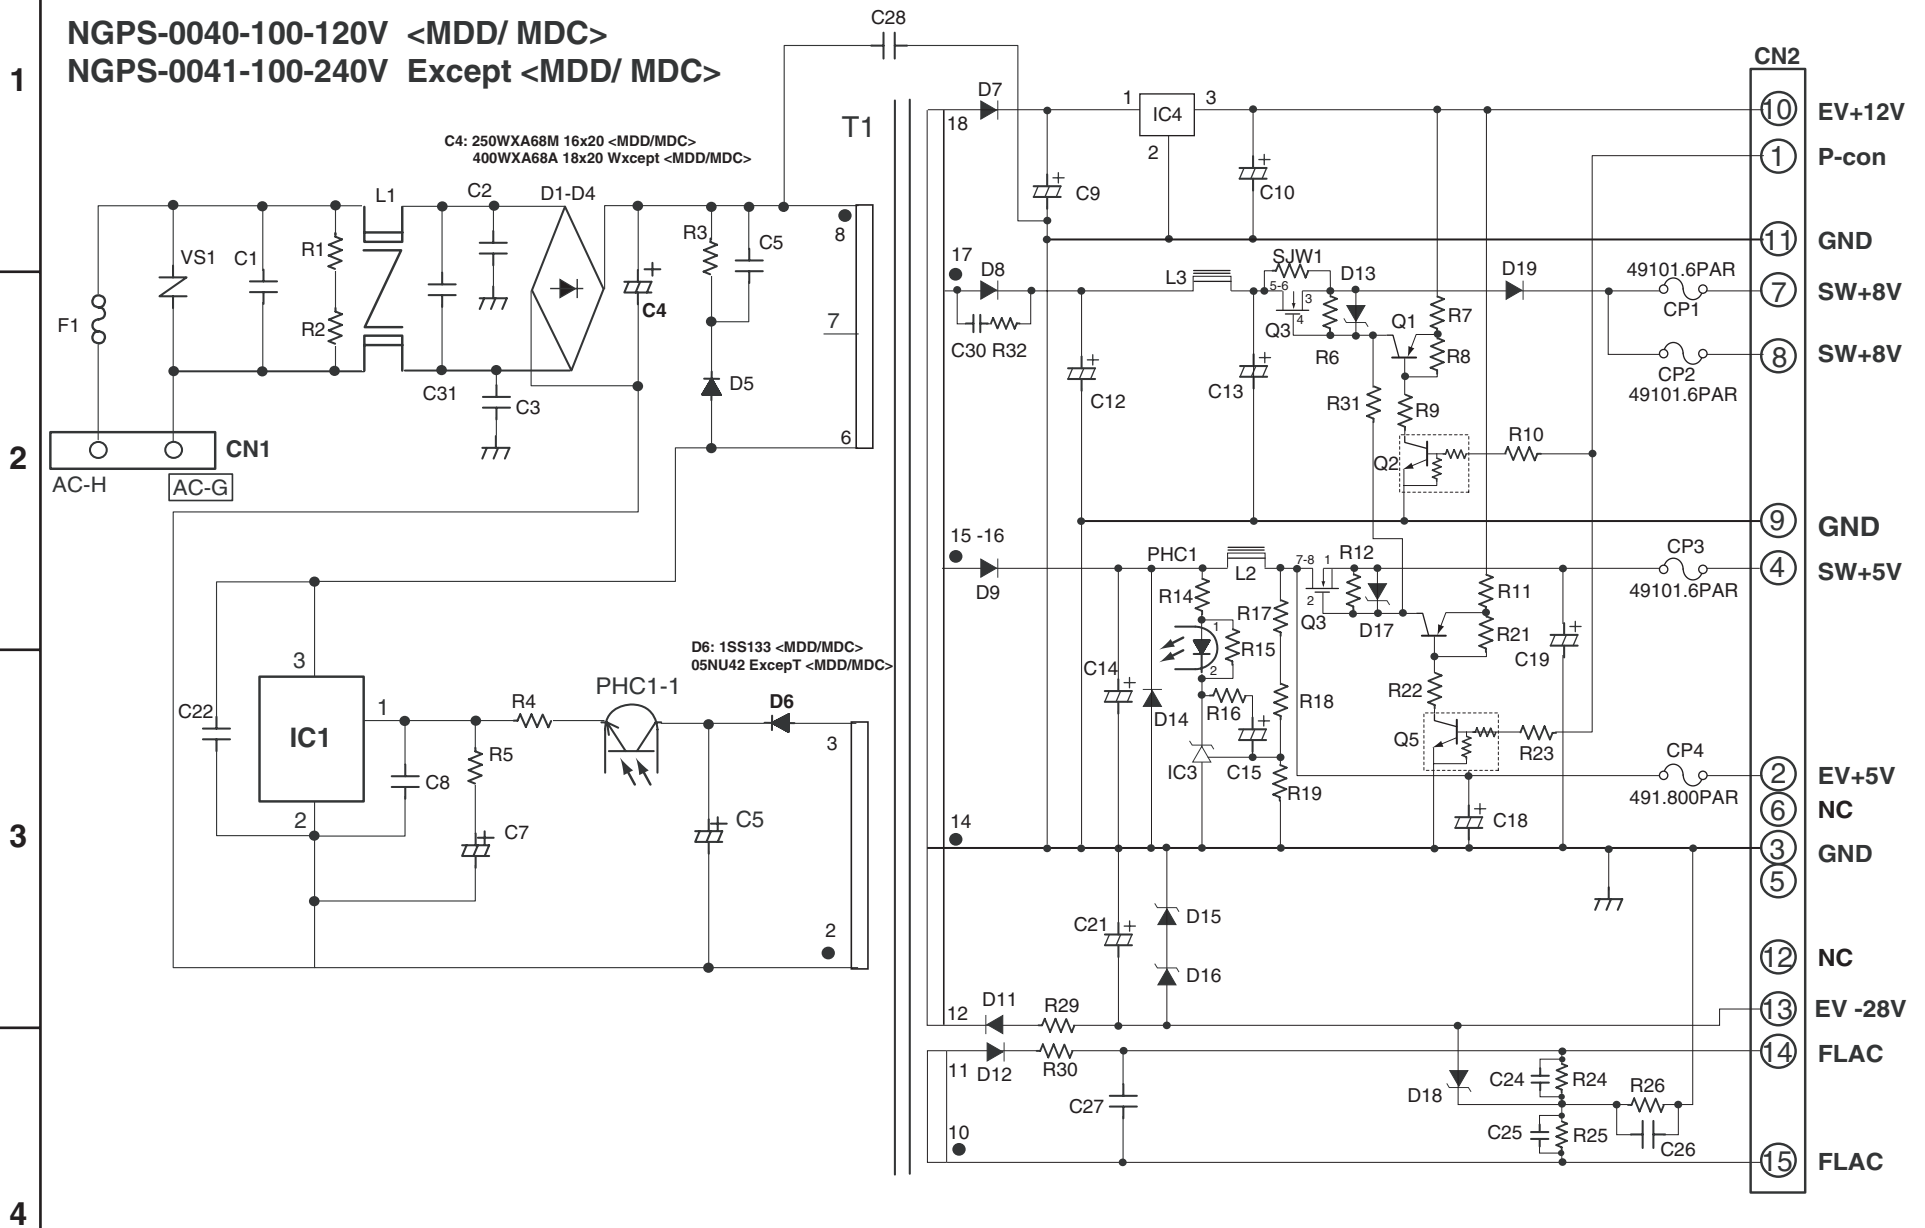 NGPS-0040-100-120V <MDD/ MDC>
NGPS-0041-100-240V Except <MDD/ MDC>
1
2
3
4
C28
CN2
T1
C4: 250WXA68M 16x20 <MDD/MDC>
400WXA68A 18x20 Wxcept <MDD/MDC>
L1
C2
D1-D4
VS1
C1
R1
R2
F1
C31
C3
C4
R3
C5
D5
8
7
6
CN1
AC-H
AC-G
D6: 1SS133 <MDD/MDC>
05NU42 ExcepT <MDD/MDC>
3
IC1
1
2
C22
C8
R5
C7
R4
PHC1-1
D6
C5
3
2
18
D7
1
IC4
3
2
C9
C10
17
D8
C30 R32
C12
L3
SJW1
5-6
3
4
Q3
C13
D13
R6
Q1
R7
R8
R31
R9
Q2
R10
D19
49101.6PAR
CP1
CP2
49101.6PAR
15 -16
D9
PHC1
L2
7-8
1
2
Q3
R12
D17
R14
1
2
R15
R16
R17
R18
R19
C14
D14
IC3
C15
R11
R21
R22
Q5
R23
C19
CP3
49101.6PAR
CP4
491.800PAR
C18
14
C21
D15
D16
12
D11
R29
11
D12
R30
C27
10
D18
C24
R24
C25
R25
R26
C26
10 EV+12V
1 P-con
11 GND
7 SW+8V
8 SW+8V
9 GND
4 SW+5V
2 EV+5V
6 NC
3 GND
5
12 NC
13 EV -28V
14 FLAC
15 FLAC